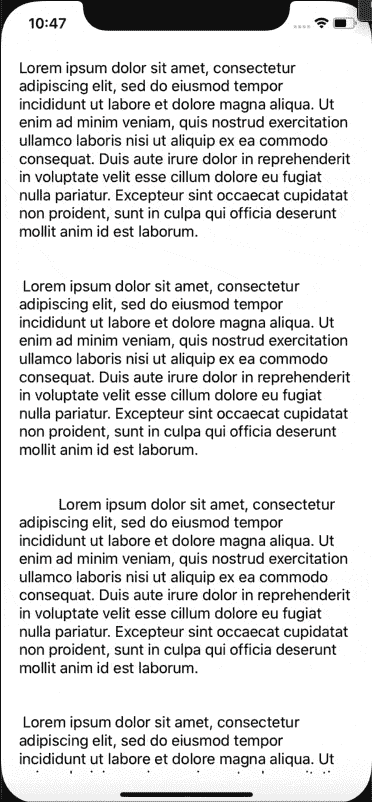 10:47
Lorem ipsum dolor sit amet, consectetur
adipiscing elit, sed do eiusmod tempor
incididunt ut labore et dolore magna aliqua. Ut
enim ad minim veniam, quis nostrud exercitation
ullamco laboris nisi ut aliquip ex ea commodo
consequat. Duis aute irure dolor in reprehenderit
in voluptate velit esse cillum dolore eu fugiat
nulla pariatur. Excepteur sint occaecat cupidatat
non proident, sunt in culpa qui officia deserunt
mollit anim id est laborum.
Lorem ipsum dolor sit amet, consectetur
adipiscing elit, sed do eiusmod tempor
incididunt ut labore et dolore magna aliqua. Ut
enim ad minim veniam, quis nostrud exercitation
ullamco laboris nisi ut aliquip ex ea commodo
consequat. Duis aute irure dolor in reprehenderit
in voluptate velit esse cillum dolore eu fugiat
nulla pariatur. Excepteur sint occaecat cupidatat
non proident, sunt in culpa qui officia deserunt
mollit anim id est laborum.
Lorem ipsum dolor sit amet, consectetur
adipiscing elit, sed do eiusmod tempor
incididunt ut labore et dolore magna aliqua. Ut
enim ad minim veniam, quis nostrud exercitation
ullamco laboris nisi ut aliquip ex ea commodo
consequat. Duis aute irure dolor in reprehenderit
in voluptate velit esse cillum dolore eu fugiat
nulla pariatur. Excepteur sint occaecat cupidatat
non proident, sunt in culpa qui officia deserunt
mollit anim id est laborum.
Lorem ipsum dolor sit amet, consectetur
adipiscing elit, sed do eiusmod tempor
incididunt ut labore et dolore magna aliqua. Ut